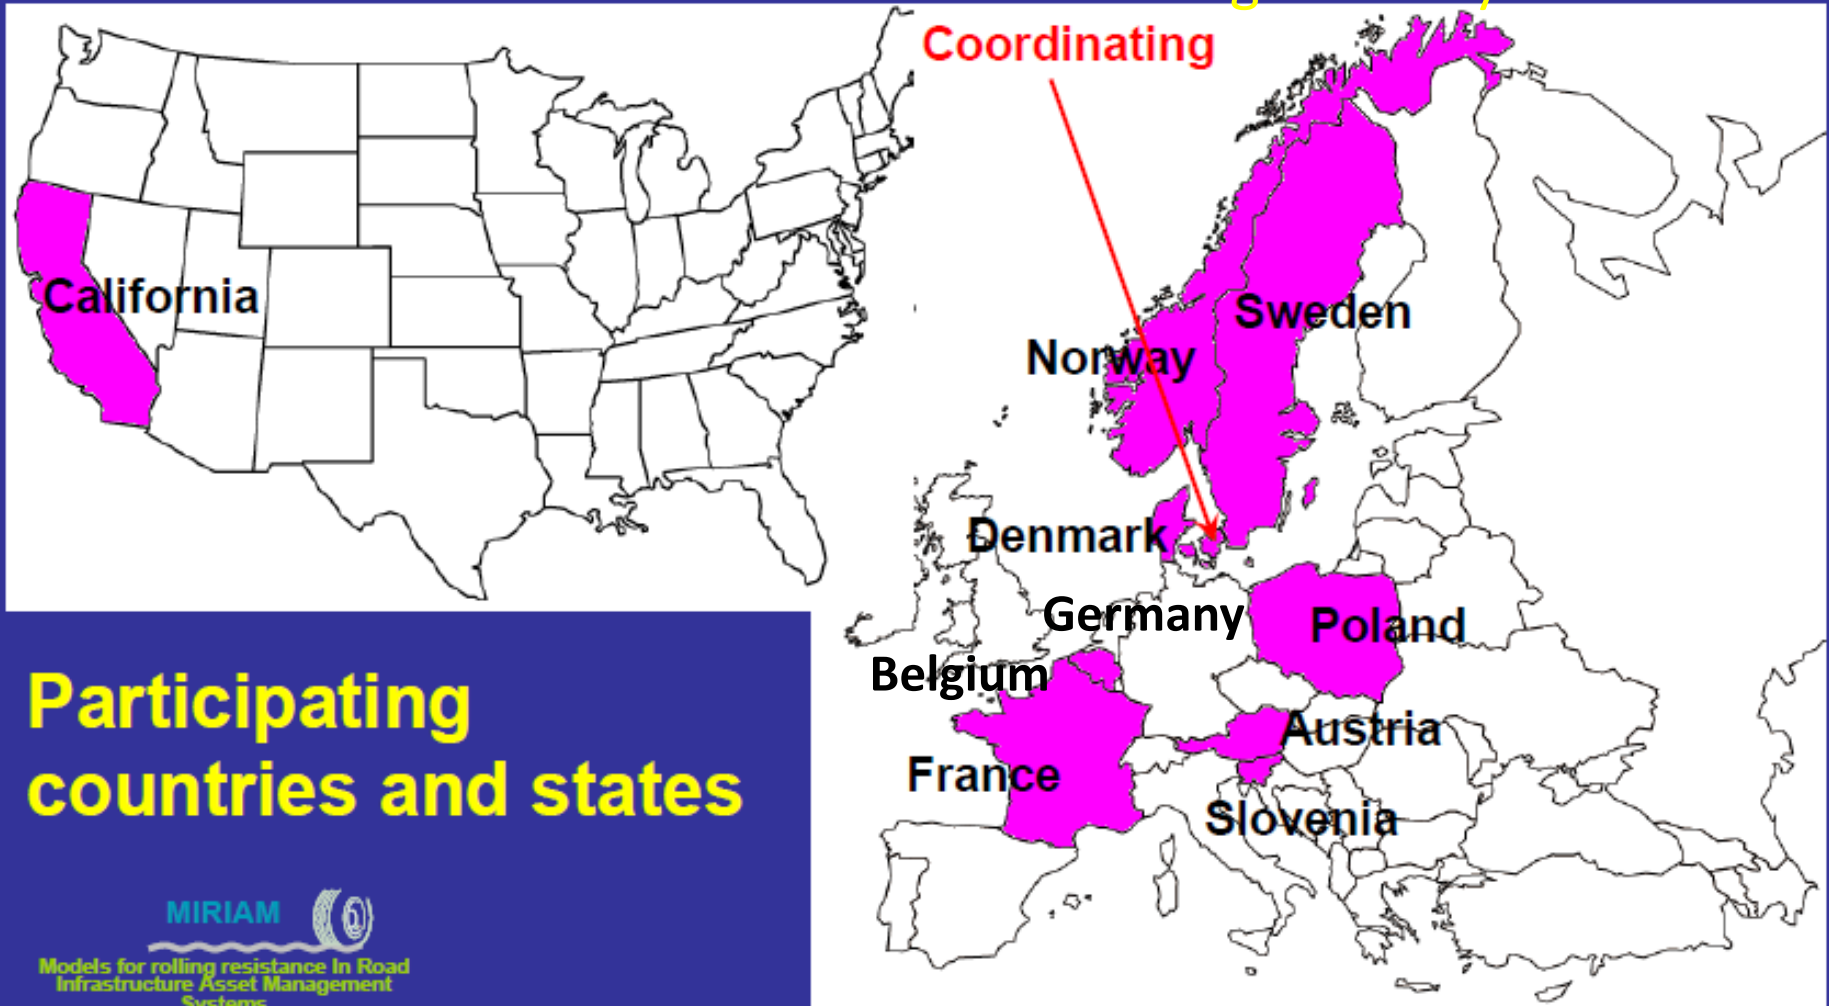 Coordinating
California
Sweden
Norway
Denmark
Germany
Poland
Belgium
Austria
France
Slovenia
Participating
countries and states
MIRIAM
Models for rolling resistance In Road
Infrastructure Asset Management
Systems